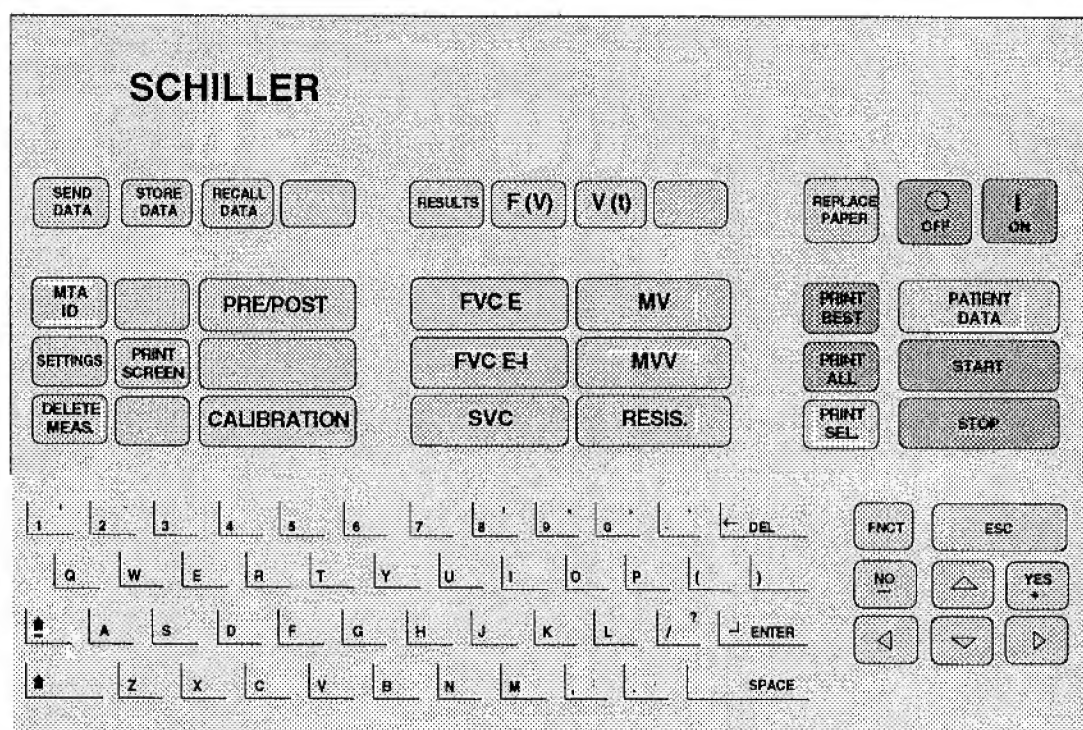 SCHILLER
SEND
DATA
STORE
DATA
RECALL
DATA
RESULTS
F (V)
V (t)
REPLACE
PAPER
OFF
I
ON
MTA
ID
PRE/POST
FVC E
MV
PRINT
BEST
PATIENT
DATA
SETTINGS
PRINT
SCREEN
FVC E-I
MVV
PRINT
ALL
START
DELETE
MEAS.
CALIBRATION
SVC
RESIS.
PRINT
SEL.
STOP
1 2 3 4 5 6 7 8 9 0 - ← DEL
FNCT
ESC
Q W E R T Y U I O P ( )
NO
–
YES
+
A S D F G H J K L / ? ENTER
Z X C V B N M , . SPACE